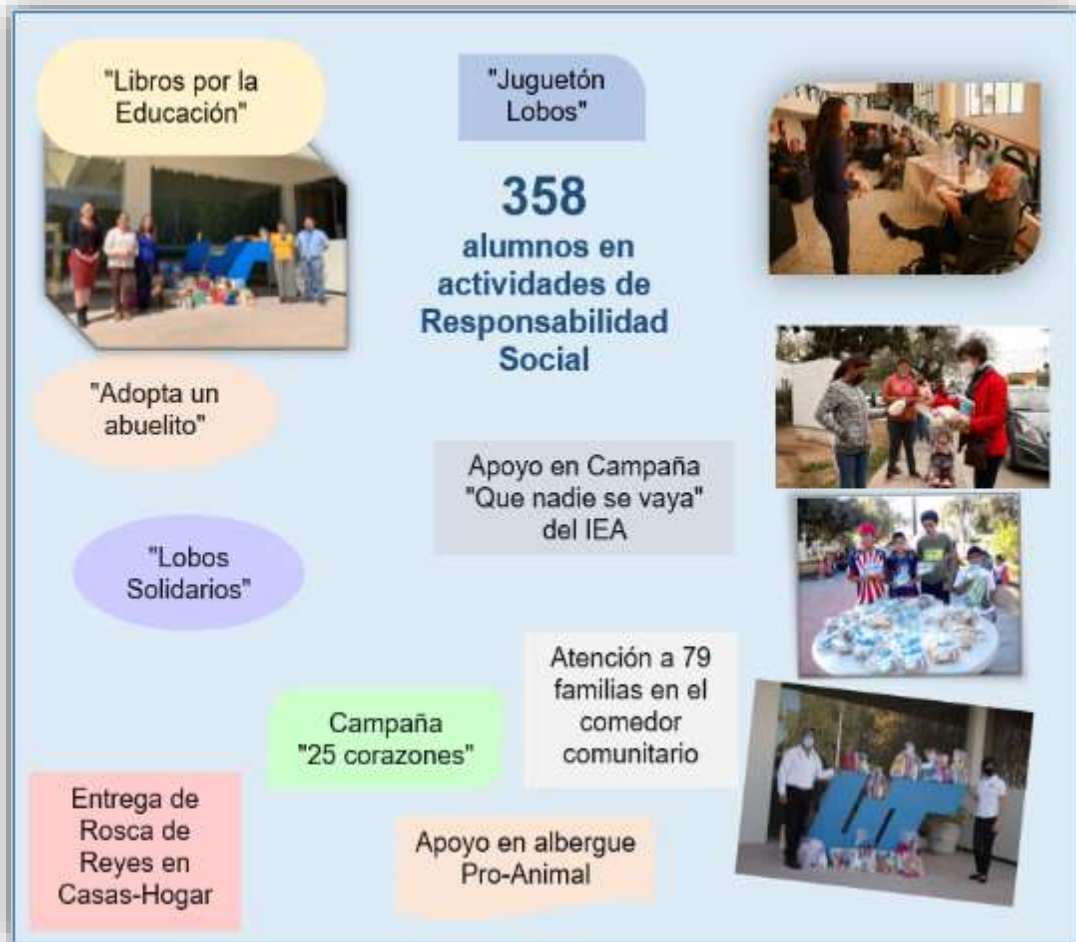 "Libros por la
Educación"
"Juguetón
Lobos"
358
alumnos en
actividades de
Responsabilidad
Social
"Adopta un
abuelito"
Apoyo en Campaña
"Que nadie se vaya"
del IEA
"Lobos
Solidarios"
Atención a 79
familias en el
comedor
comunitario
Campaña
"25 corazones"
Entrega de
Rosca de
Reyes en
Casas-Hogar
Apoyo en albergue
Pro-Animal